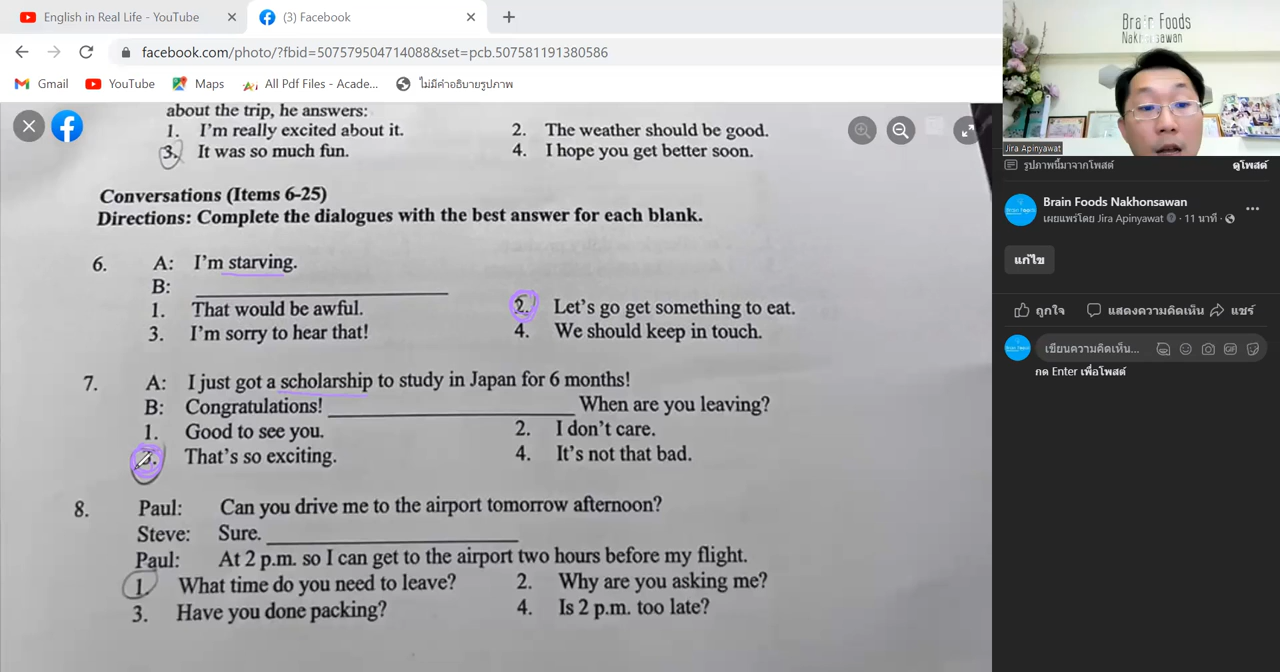 English in Real Life - YouTube
(3) Facebook
facebook.com/photo/?fbid=507579504714088&set=pcb.507581191380586
Gmail YouTube Maps All Pdf Files - Acade... ไม่มีคำอธิบายรูปภาพ
about the trip, he answers:
1. I'm really excited about it. 2. The weather should be good.
3. It was so much fun. 4. I hope you get better soon.
Conversations (Items 6-25)
Directions: Complete the dialogues with the best answer for each blank.
6. A: I'm starving.
B:
1. That would be awful. 2. Let's go get something to eat.
3. I'm sorry to hear that! 4. We should keep in touch.
7. A: I just got a scholarship to study in Japan for 6 months!
B: Congratulations! When are you leaving?
1. Good to see you. 2. I don't care.
3. That's so exciting. 4. It's not that bad.
8. Paul: Can you drive me to the airport tomorrow afternoon?
Steve: Sure.
Paul: At 2 p.m. so I can get to the airport two hours before my flight.
1. What time do you need to leave? 2. Why are you asking me?
3. Have you done packing? 4. Is 2 p.m. too late?
Brain Foods
Nakhonsawan
Jira Apinyawat
รูปภาพนี้มาจากโพสต์ ดูโพสต์
Brain Foods Nakhonsawan
เผยแพร่โดย Jira Apinyawat · 11 นาที ·
แก้ไข
ถูกใจ แสดงความคิดเห็น แชร์
เขียนความคิดเห็น...
กด Enter เพื่อโพสต์